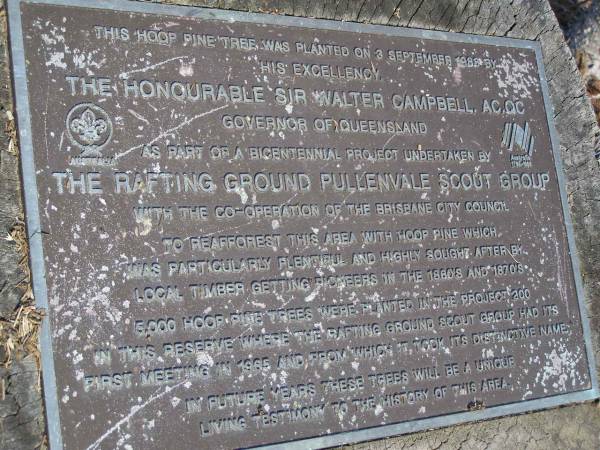 THIS HOOP PINE TREE WAS PLANTED ON 3 SEPTEMBER 1988 BY
HIS EXCELLENCY,
THE HONOURABLE SIR WALTER CAMPBELL, AC, QC
GOVERNOR OF QUEENSLAND
AS PART OF A BICENTENNIAL PROJECT UNDERTAKEN BY
THE RAFTING GROUND PULLENVALE SCOUT GROUP
WITH THE CO-OPERATION OF THE BRISBANE CITY COUNCIL
TO REAFFOREST THIS AREA WITH HOOP PINE WHICH
WAS PARTICULARLY PLENTIFUL AND HIGHLY SOUGHT AFTER BY
LOCAL TIMBER GETTING PIONEERS IN THE 1860'S AND 1870'S
5,000 HOOP PINE TREES WERE PLANTED IN THE PROJECT, 200
IN THIS RESERVE WHERE THE RAFTING GROUND SCOUT GROUP HAD ITS
FIRST MEETING IN 1965 AND FROM WHICH IT TOOK ITS DISTINCTIVE NAME.
IN FUTURE YEARS THESE TREES WILL BE A UNIQUE
LIVING TESTIMONY TO THE HISTORY OF THIS AREA.
AUSTRALIA